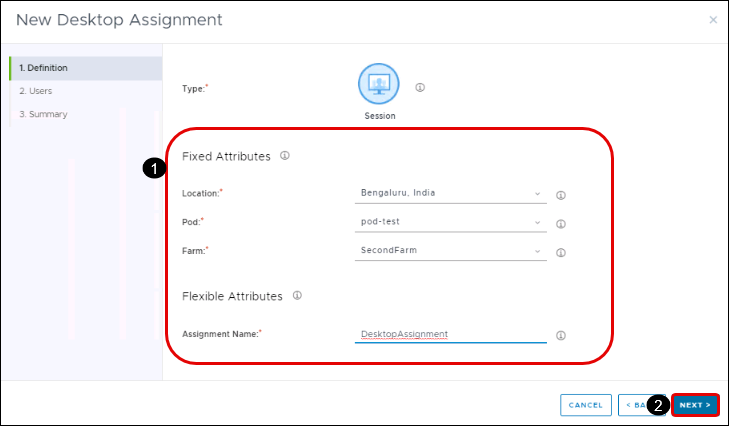 New Desktop Assignment
×
1. Definition
2. Users
3. Summary
Type:*
Session
1
Fixed Attributes
Location:* Bengaluru, India
Pod:* pod-test
Farm:* SecondFarm
Flexible Attributes
Assignment Name:* DesktopAssignment
CANCEL
< BA
2
NEXT >